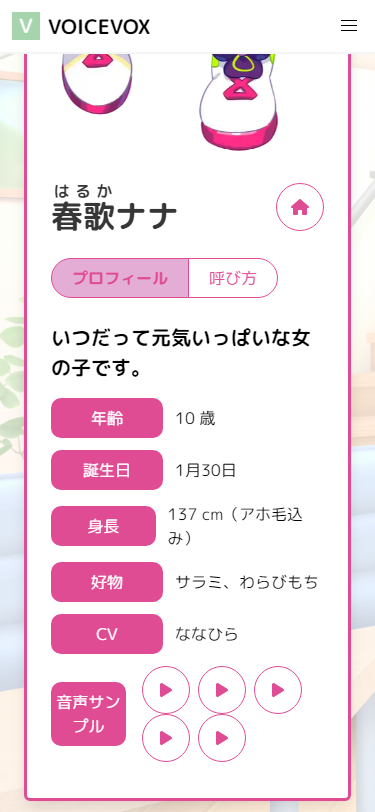 V VOICEVOX
はるか
春歌ナナ
プロフィール 呼び方
いつだって元気いっぱいな女
の子です。
年齢 10 歳
誕生日 1月30日
身長 137 cm（アホ毛込
み）
好物 サラミ、わらびもち
CV ななひら
音声サン
プル